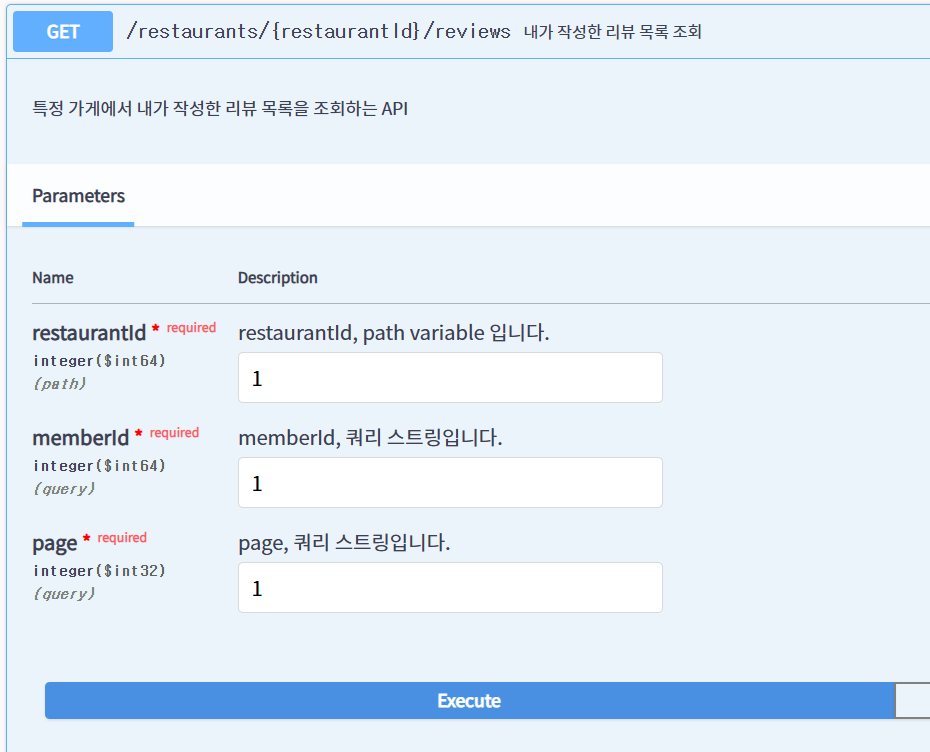 GET /restaurants/{restaurantId}/reviews 내가 작성한 리뷰 목록 조회
특정 가게에서 내가 작성한 리뷰 목록을 조회하는 API
Parameters
Name Description
restaurantId * required restaurantId, path variable 입니다.
integer($int64)
(path)
1
memberId * required memberId, 쿼리 스트링입니다.
integer($int64)
(query)
1
page * required page, 쿼리 스트링입니다.
integer($int32)
(query)
1
Execute